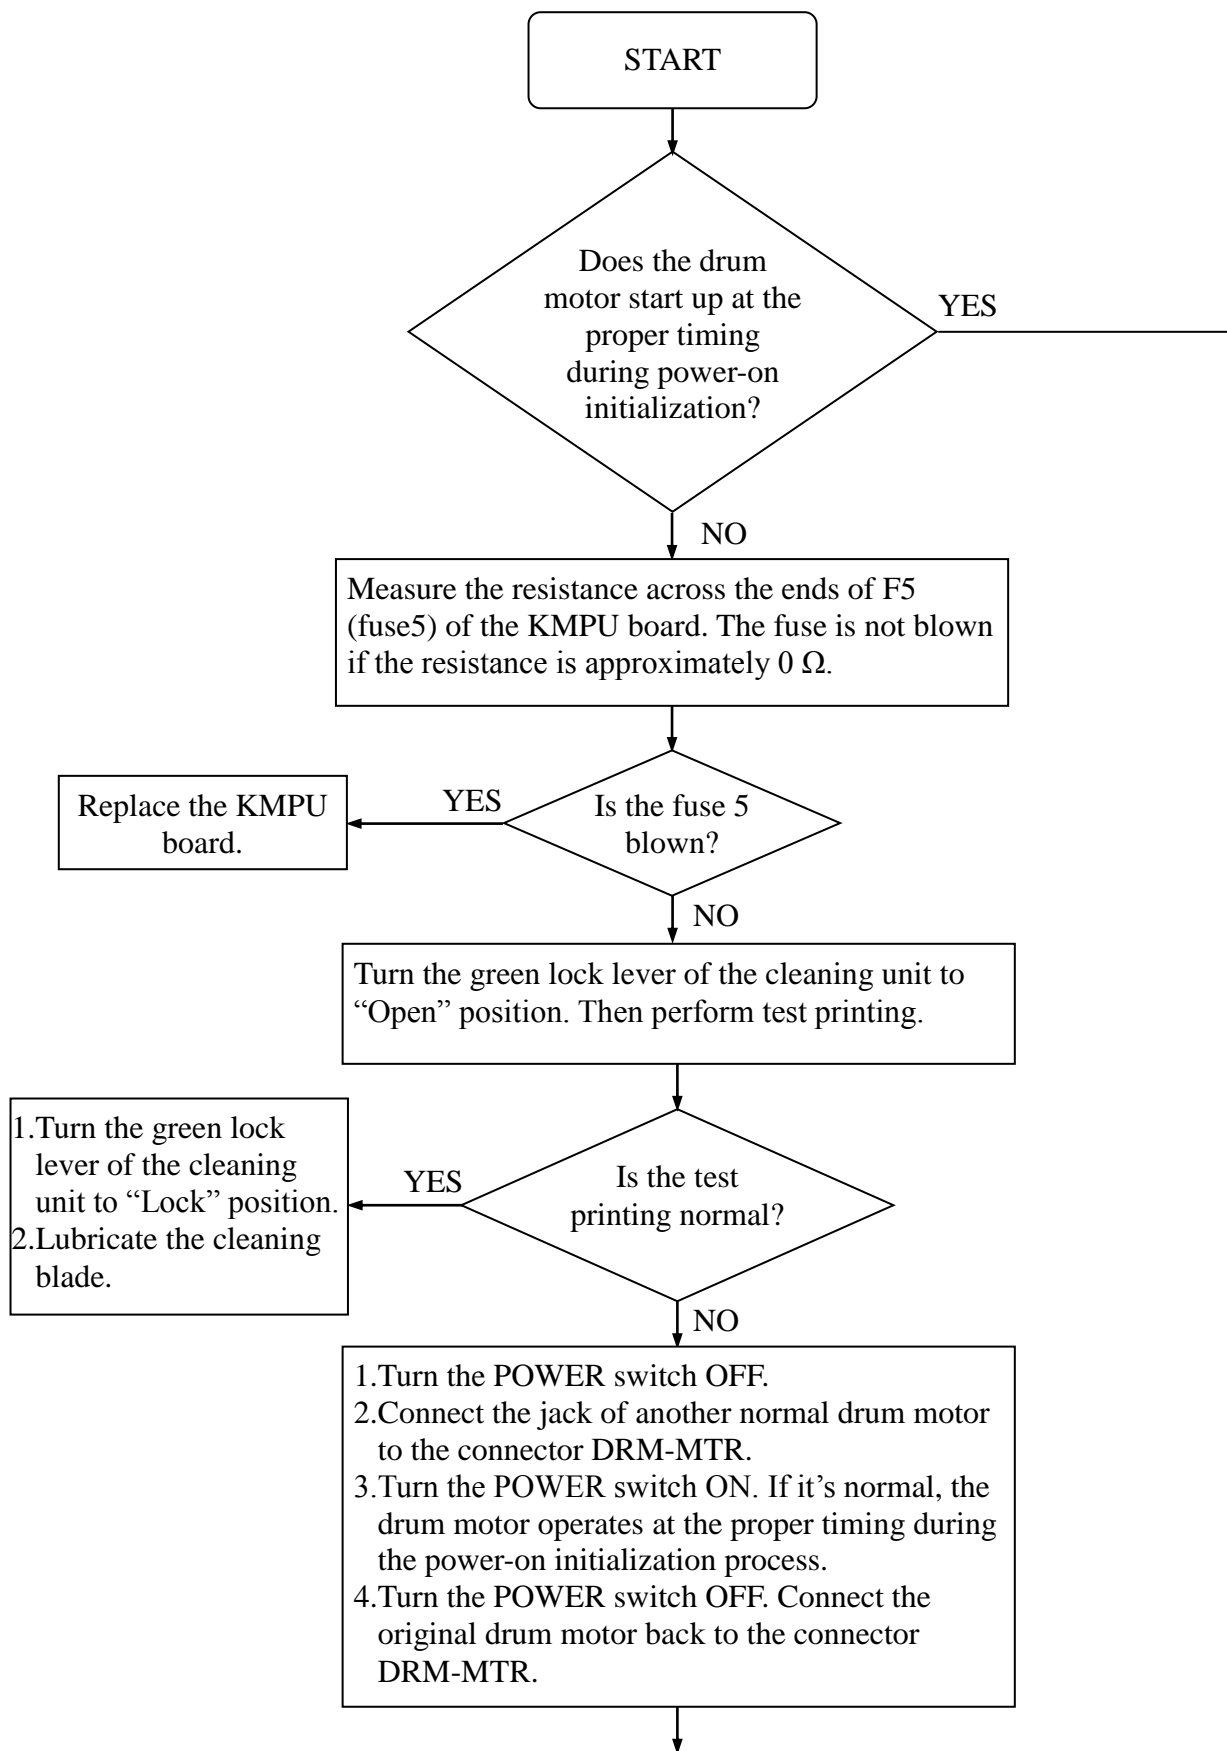 START
Does the drum
motor start up at the
proper timing
during power-on
initialization?
YES
NO
Measure the resistance across the ends of F5
(fuse5) of the KMPU board. The fuse is not blown
if the resistance is approximately 0 Ω.
Replace the KMPU
board.
YES
Is the fuse 5
blown?
NO
Turn the green lock lever of the cleaning unit to
“Open” position. Then perform test printing.
1.Turn the green lock
lever of the cleaning
unit to “Lock” position.
2.Lubricate the cleaning
blade.
YES
Is the test
printing normal?
NO
1.Turn the POWER switch OFF.
2.Connect the jack of another normal drum motor
to the connector DRM-MTR.
3.Turn the POWER switch ON. If it’s normal, the
drum motor operates at the proper timing during
the power-on initialization process.
4.Turn the POWER switch OFF. Connect the
original drum motor back to the connector
DRM-MTR.